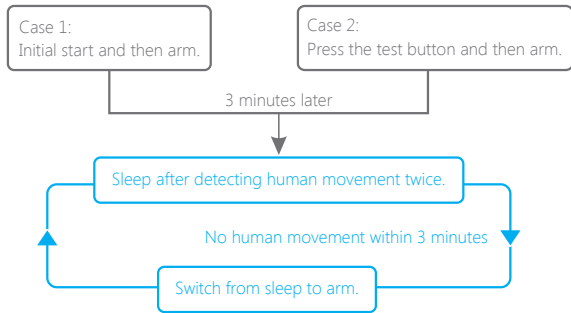 Case 1:
Initial start and then arm.
Case 2:
Press the test button and then arm.
3 minutes later
Sleep after detecting human movement twice.
No human movement within 3 minutes
Switch from sleep to arm.